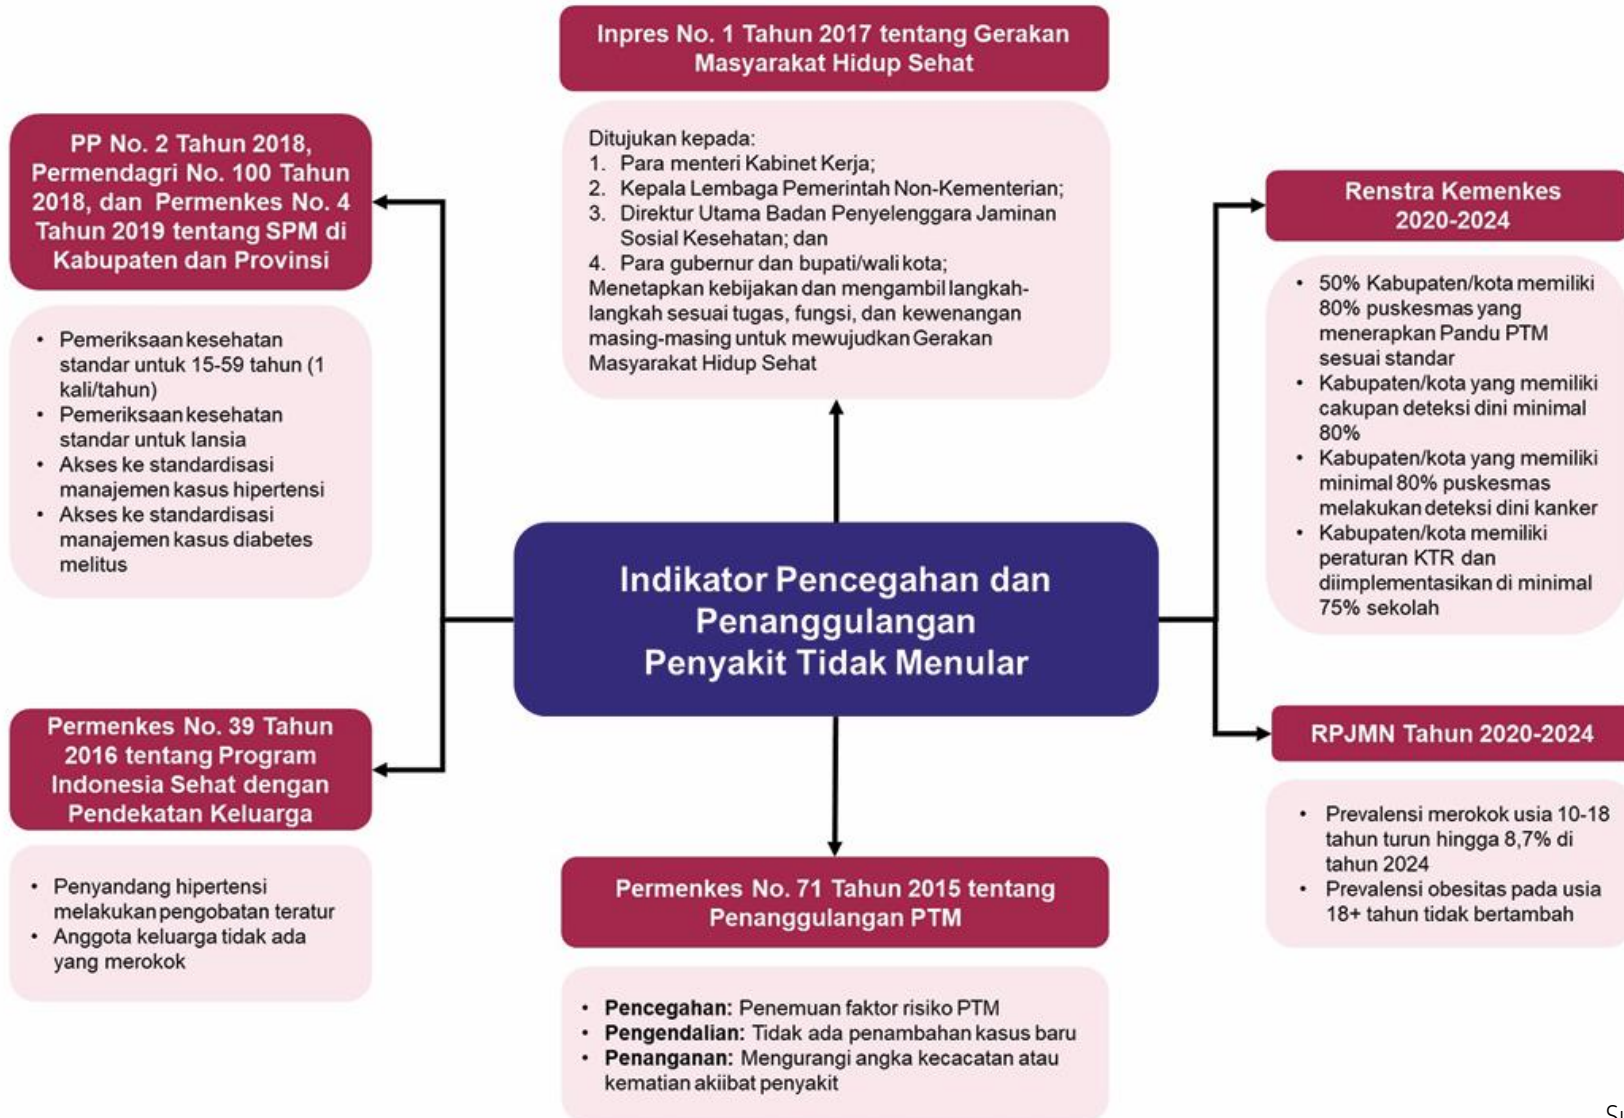 Inpres No. 1 Tahun 2017 tentang Gerakan
Masyarakat Hidup Sehat
Ditujukan kepada:
1. Para menteri Kabinet Kerja;
2. Kepala Lembaga Pemerintah Non-Kementerian;
3. Direktur Utama Badan Penyelenggara Jaminan
Sosial Kesehatan; dan
4. Para gubernur dan bupati/wali kota;
Menetapkan kebijakan dan mengambil langkah-
langkah sesuai tugas, fungsi, dan kewenangan
masing-masing untuk mewujudkan Gerakan
Masyarakat Hidup Sehat
PP No. 2 Tahun 2018,
Permendagri No. 100 Tahun
2018, dan Permenkes No. 4
Tahun 2019 tentang SPM di
Kabupaten dan Provinsi
• Pemeriksaan kesehatan
standar untuk 15-59 tahun (1
kali/tahun)
• Pemeriksaan kesehatan
standar untuk lansia
• Akses ke standardisasi
manajemen kasus hipertensi
• Akses ke standardisasi
manajemen kasus diabetes
melitus
Renstra Kemenkes
2020-2024
• 50% Kabupaten/kota memiliki
80% puskesmas yang
menerapkan Pandu PTM
sesuai standar
• Kabupaten/kota yang memiliki
cakupan deteksi dini minimal
80%
• Kabupaten/kota yang memiliki
minimal 80% puskesmas
melakukan deteksi dini kanker
• Kabupaten/kota memiliki
peraturan KTR dan
diimplementasikan di minimal
75% sekolah
Indikator Pencegahan dan
Penanggulangan
Penyakit Tidak Menular
Permenkes No. 39 Tahun
2016 tentang Program
Indonesia Sehat dengan
Pendekatan Keluarga
• Penyandang hipertensi
melakukan pengobatan teratur
• Anggota keluarga tidak ada
yang merokok
Permenkes No. 71 Tahun 2015 tentang
Penanggulangan PTM
• Pencegahan: Penemuan faktor risiko PTM
• Pengendalian: Tidak ada penambahan kasus baru
• Penanganan: Mengurangi angka kecacatan atau
kematian akiibat penyakit
RPJMN Tahun 2020-2024
• Prevalensi merokok usia 10-18
tahun turun hingga 8,7% di
tahun 2024
• Prevalensi obesitas pada usia
18+ tahun tidak bertambah